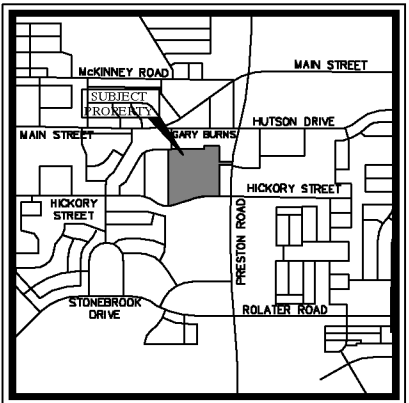 MAIN STREET
McKINNEY ROAD
SUBJECT
PROPERTY
MAIN STREET
GARY BURNS
HUTSON DRIVE
HICKORY
STREET
HICKORY STREET
PRESTON ROAD
STONEBROOK
DRIVE
ROLATER ROAD